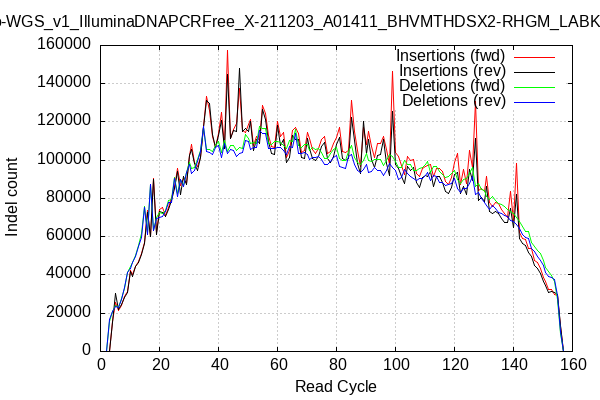 o-WGS_v1_IlluminaDNAPCRFree_X-211203_A01411_BHVMTHDSX2-RHGM_LABK
160000
140000
120000
100000
80000
60000
40000
20000
0
Indel count
Insertions (fwd)
Insertions (rev)
Deletions (fwd)
Deletions (rev)
0 20 40 60 80 100 120 140 160
Read Cycle